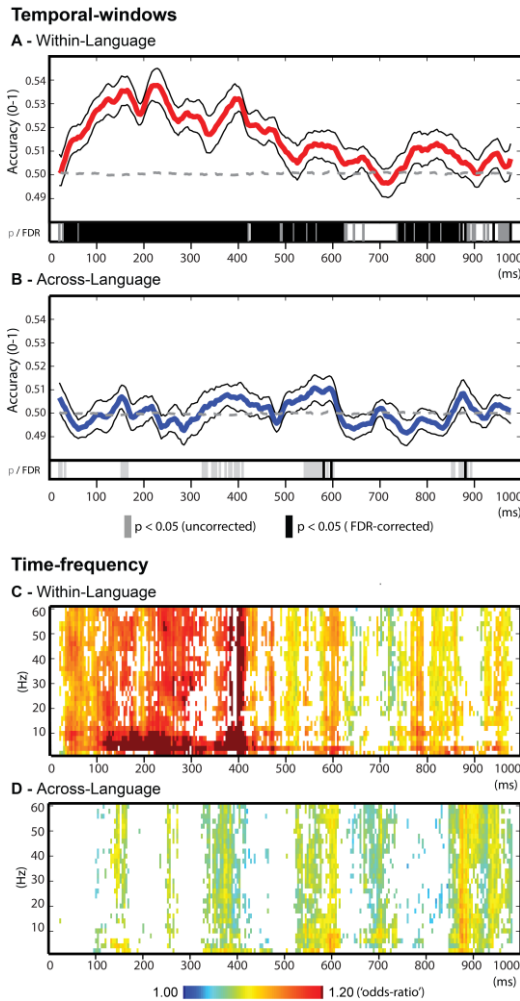 Temporal-windows
A - Within-Language
Accuracy (0-1)
0.54
0.53
0.52
0.51
0.50
0.49
p / FDR
0 100 200 300 400 500 600 700 800 900 1000
(ms)
B - Across-Language
Accuracy (0-1)
0.54
0.53
0.52
0.51
0.50
0.49
p / FDR
0 100 200 300 400 500 600 700 800 900 1000
(ms)
p < 0.05 (uncorrected) p < 0.05 ( FDR-corrected)
Time-frequency
C - Within-Language
(Hz)
60
50
40
30
20
10
0 100 200 300 400 500 600 700 800 900 1000
(ms)
D - Across-Language
(Hz)
60
50
40
30
20
10
0 100 200 300 400 500 600 700 800 900 1000
(ms)
1.00 1.20 ('odds-ratio')